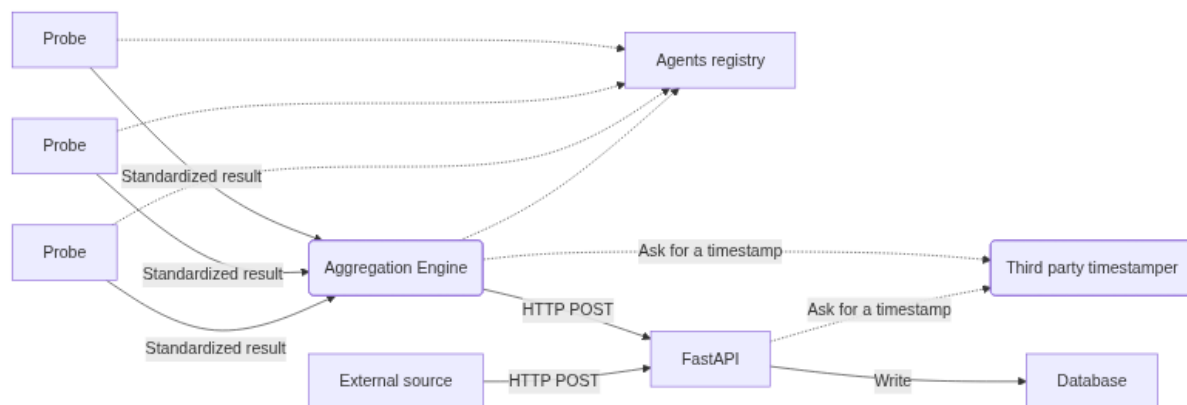 Probe
Agents registry
Probe
Standardized result
Probe
Ask for a timestamp
Aggregation Engine
Third party timestamper
Standardized result
HTTP POST
Ask for a timestamp
Standardized result
FastAPI
External source
HTTP POST
Write
Database